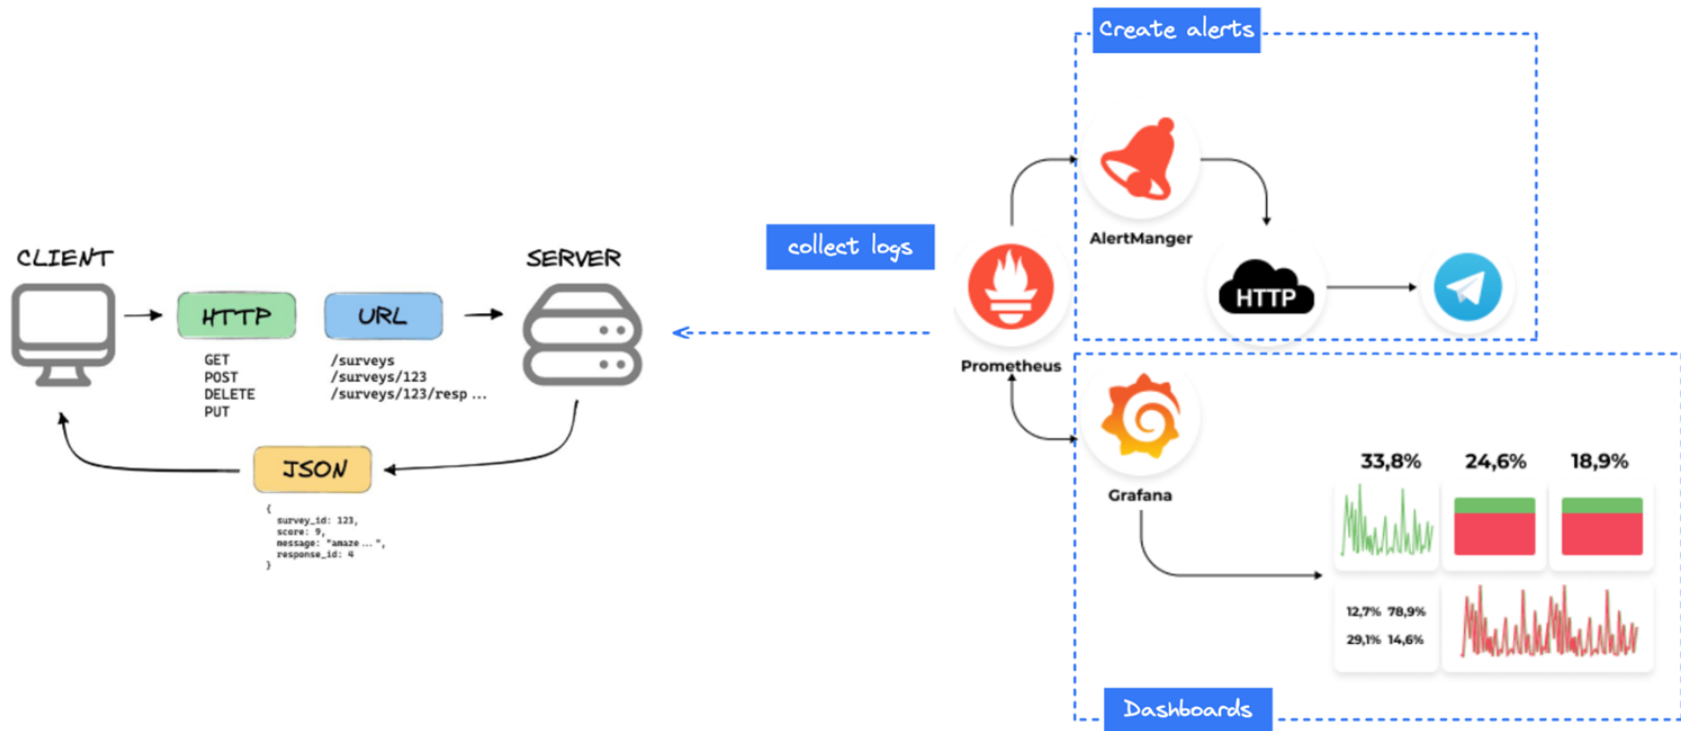 CLIENT
HTTP
GET
POST
DELETE
PUT
URL
/surveys
/surveys/123
/surveys/123/resp ...
SERVER
JSON
{
survey_id: 123,
score: 9,
message: "amaze ... ",
response_id: 4
}
collect logs
Prometheus
Create alerts
AlertManger
HTTP
Grafana
33,8%
24,6%
18,9%
12,7% 78,9%
29,1% 14,6%
Dashboards